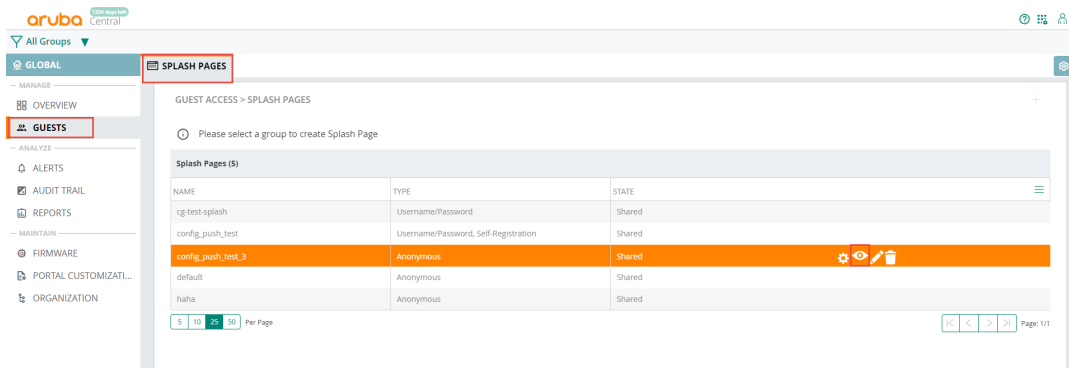 1234 days left
aruba Central
All Groups
GLOBAL
SPLASH PAGES
MANAGE
OVERVIEW
GUESTS
ANALYZE
ALERTS
AUDIT TRAIL
REPORTS
MAINTAIN
FIRMWARE
PORTAL CUSTOMIZATI...
ORGANIZATION
GUEST ACCESS > SPLASH PAGES
Please select a group to create Splash Page
Splash Pages (5)
NAME TYPE STATE
cg-test-splash Username/Password Shared
config_push_test Username/Password, Self-Registration Shared
config_push_test_3 Anonymous Shared
default Anonymous Shared
haha Anonymous Shared
5 10 25 50 Per Page
Page: 1/1